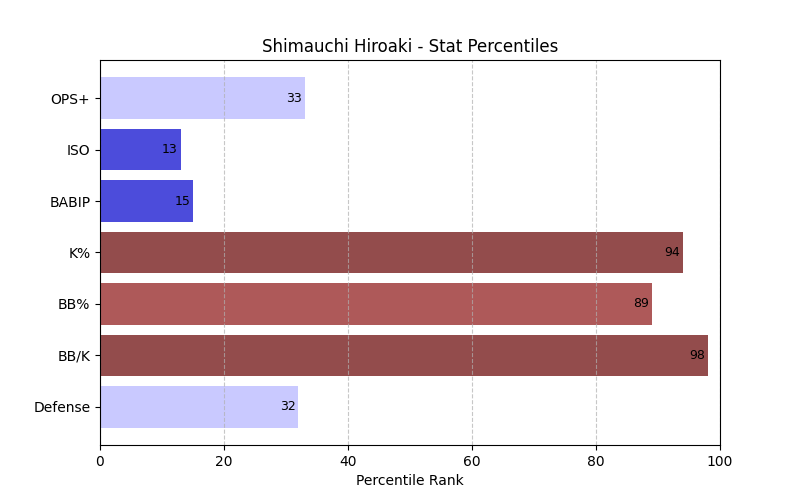 Shimauchi Hiroaki - Stat Percentiles
OPS+ 33
ISO 13
BABIP 15
K% 94
BB% 89
BB/K 98
Defense 32
0 20 40 60 80 100
Percentile Rank